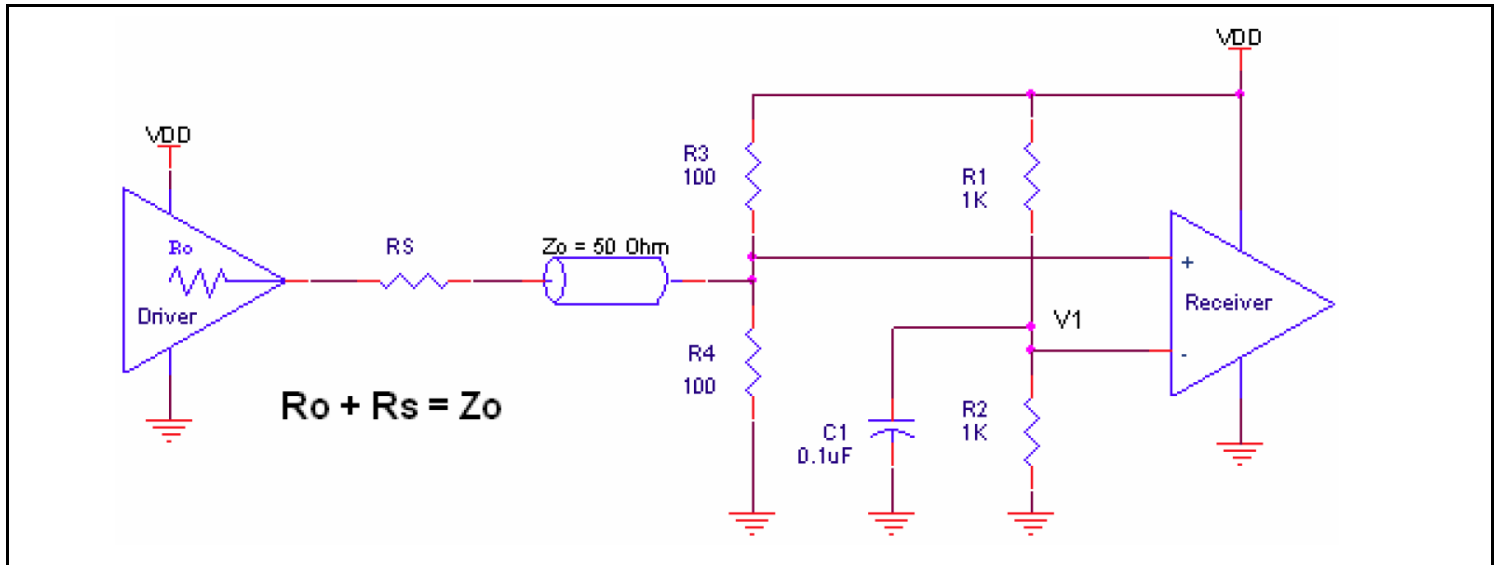 VDD
VDD
R3
100
R1
1K
Ro
RS
Zo = 50 Ohm
+
Receiver
Driver
V1
-
R4
100
Ro + Rs = Zo
R2
1K
C1
0.1uF